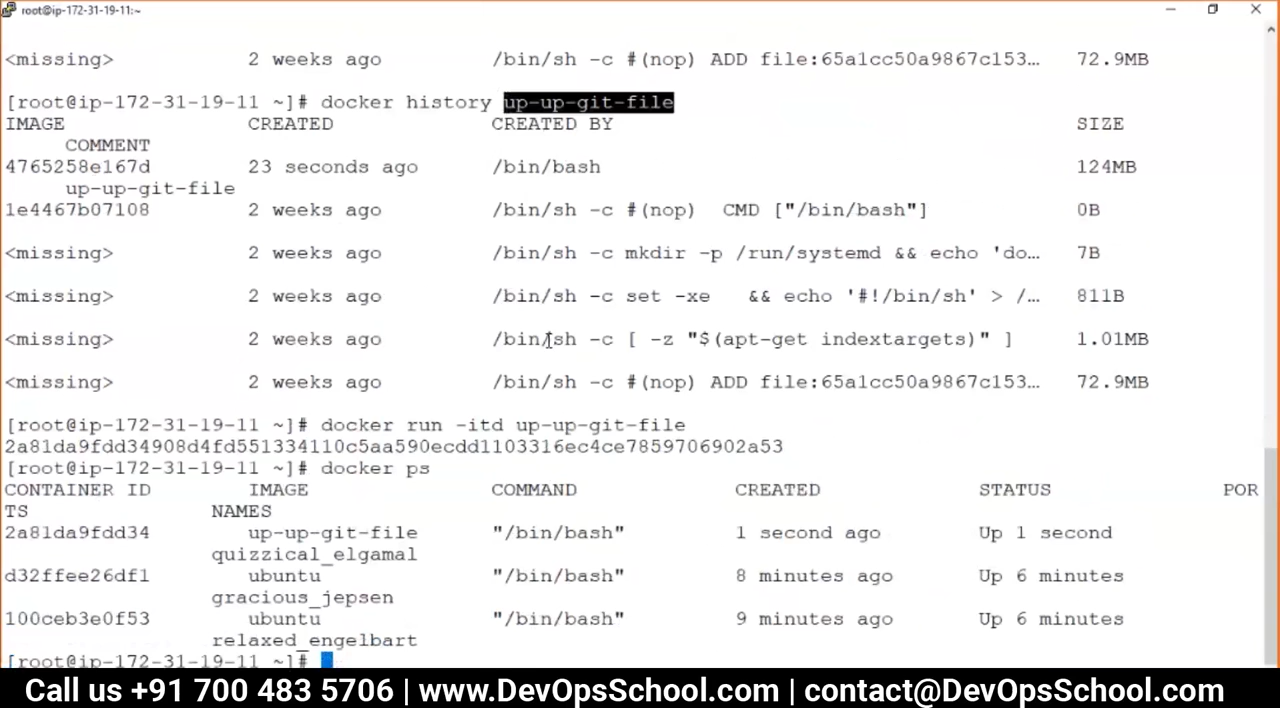 root@ip-172-31-19-11:~
<missing> 2 weeks ago /bin/sh -c #(nop) ADD file:65a1cc50a9867c153… 72.9MB
[root@ip-172-31-19-11 ~]# docker history up-up-git-file
IMAGE CREATED CREATED BY SIZE
COMMENT
4765258e167d 23 seconds ago /bin/bash 124MB
up-up-git-file
1e4467b07108 2 weeks ago /bin/sh -c #(nop) CMD ["/bin/bash"] 0B
<missing> 2 weeks ago /bin/sh -c mkdir -p /run/systemd && echo 'do… 7B
<missing> 2 weeks ago /bin/sh -c set -xe && echo '#!/bin/sh' > /… 811B
<missing> 2 weeks ago /bin/sh -c [ -z "$(apt-get indextargets)" ] 1.01MB
<missing> 2 weeks ago /bin/sh -c #(nop) ADD file:65a1cc50a9867c153… 72.9MB
[root@ip-172-31-19-11 ~]# docker run -itd up-up-git-file
2a81da9fdd34908d4fd551334110c5aa590ecdd1103316ec4ce7859706902a53
[root@ip-172-31-19-11 ~]# docker ps
CONTAINER ID IMAGE COMMAND CREATED STATUS POR
TS NAMES
2a81da9fdd34 up-up-git-file "/bin/bash" 1 second ago Up 1 second
quizzical_elgamal
d32ffee26df1 ubuntu "/bin/bash" 8 minutes ago Up 6 minutes
gracious_jepsen
100ceb3e0f53 ubuntu "/bin/bash" 9 minutes ago Up 6 minutes
relaxed_engelbart
[root@ip-172-31-19-11 ~]#
Call us +91 700 483 5706 | www.DevOpsSchool.com | contact@DevOpsSchool.com